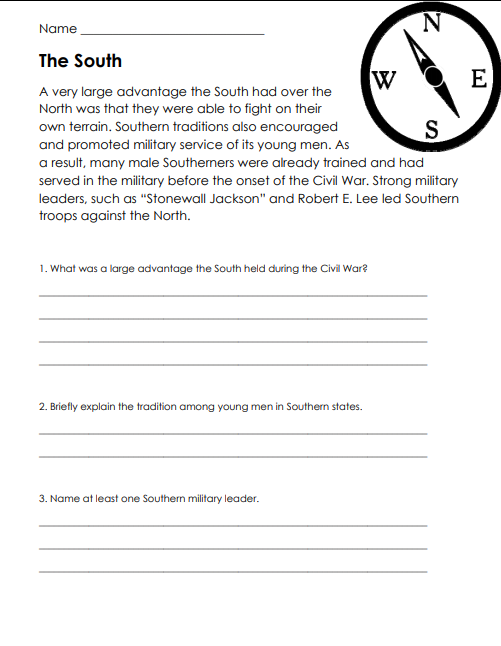 Name ___________________________
N
W
E
S
The South
A very large advantage the South had over the
North was that they were able to fight on their
own terrain. Southern traditions also encouraged
and promoted military service of its young men. As
a result, many male Southerners were already trained and had
served in the military before the onset of the Civil War. Strong military
leaders, such as “Stonewall Jackson” and Robert E. Lee led Southern
troops against the North.
1. What was a large advantage the South held during the Civil War?
2. Briefly explain the tradition among young men in Southern states.
3. Name at least one Southern military leader.